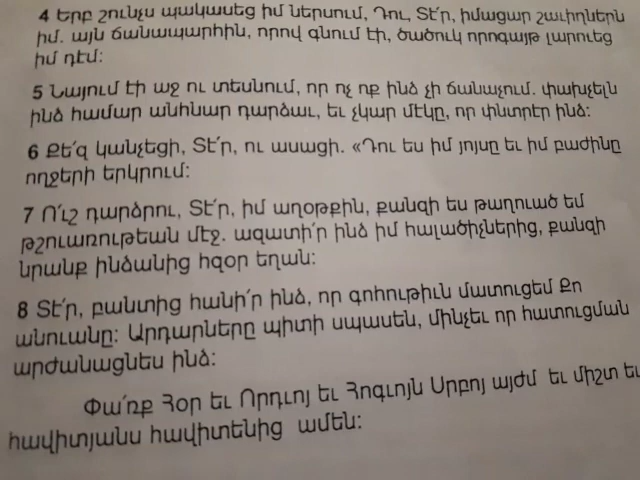 4 Երբ շունչս պակասեց իմ ներսում, Դու, Տէ՛ր, իմացար շաւիղներն
իմ. այն ճանապարհին, որով գնում էի, ծածուկ որոգայթ լարուեց
իմ դէմ:
5 Նայում էի աջ ու տեսնում, որ ոչ ոք ինձ չի ճանաչում. փախչելն
ինձ համար անհնար դարձաւ, եւ չկար մէկը, որ փնտրէր ինձ:
6 Քե՛զ կանչեցի, Տէ՛ր, ու ասացի. «Դու ես իմ յոյսը եւ իմ բաժինը
ողջերի երկրում:
7 Ո՛ւշ դարձրու, Տէ՛ր, իմ աղօթքին, քանզի ես թաղուած եմ
թշուառութեան մէջ. ազատի՛ր ինձ իմ հալածիչներից, քանզի
նրանք ինձանից հզօր եղան:
8 Տէ՛ր, բանտից հանի՛ր ինձ, որ գոհութիւն մատուցեմ Քո
անուանը: Արդարները պիտի սպասեն, մինչեւ որ հատուցման
արժանացնես ինձ:
Փա՛ռք Հօր եւ Որդւոյ եւ Հոգւոյն Սրբոյ այժմ եւ միշտ եւ
հավիտյանս հավիտենից ամեն: